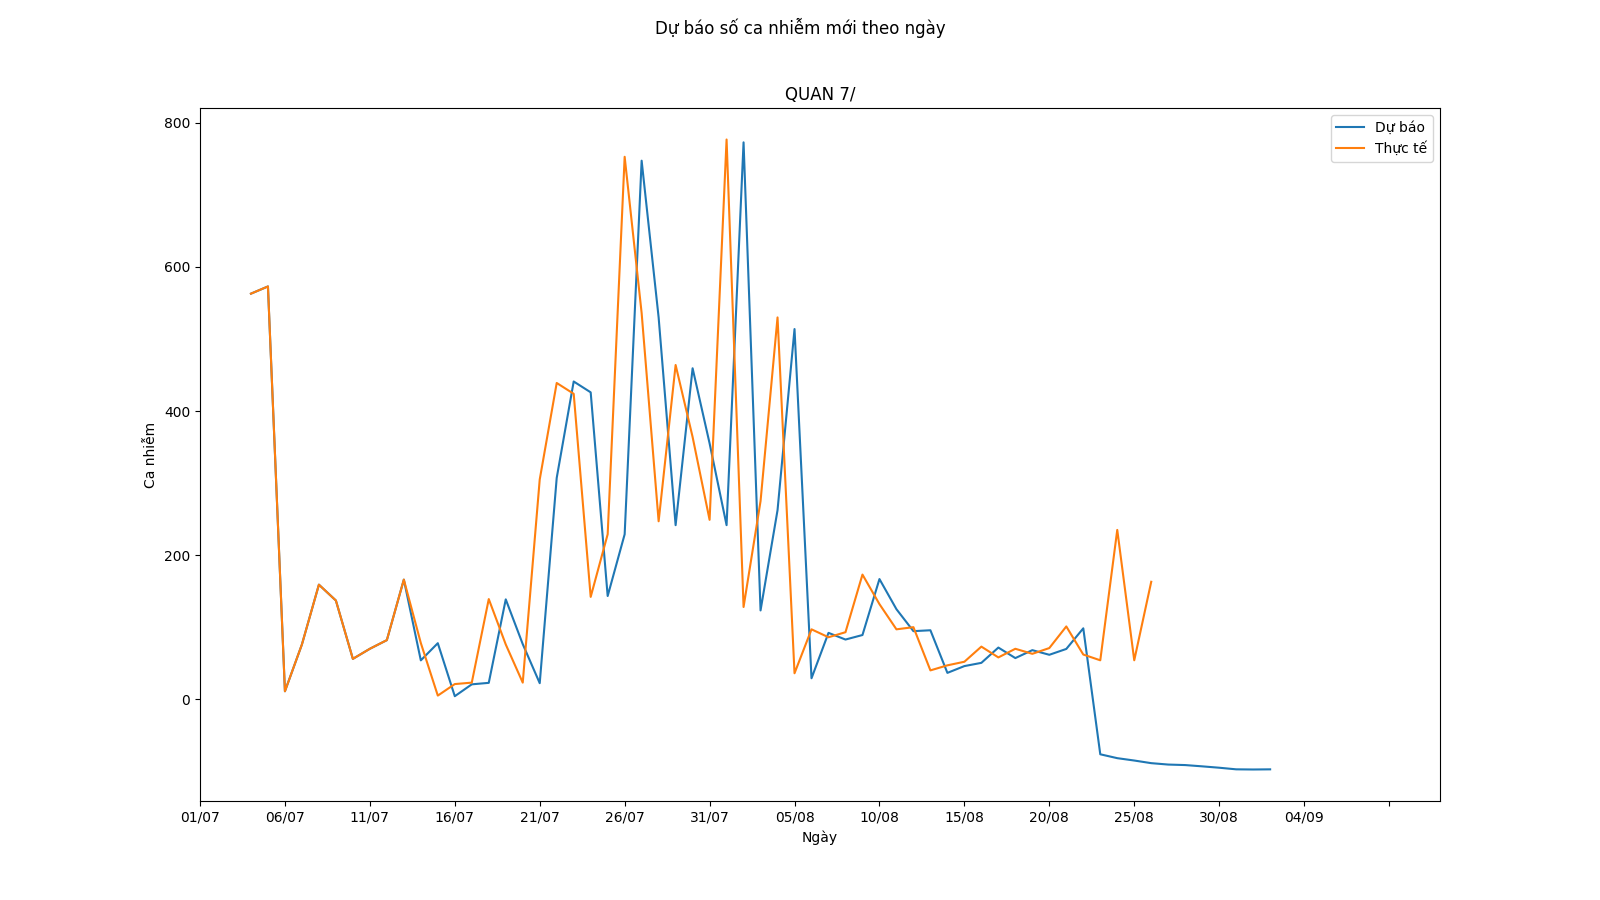 Dự báo số ca nhiễm mới theo ngày
QUAN 7/
Dự báo
Thực tế
800
600
400
200
0
Ca nhiễm
01/07 06/07 11/07 16/07 21/07 26/07 31/07 05/08 10/08 15/08 20/08 25/08 30/08 04/09
Ngày